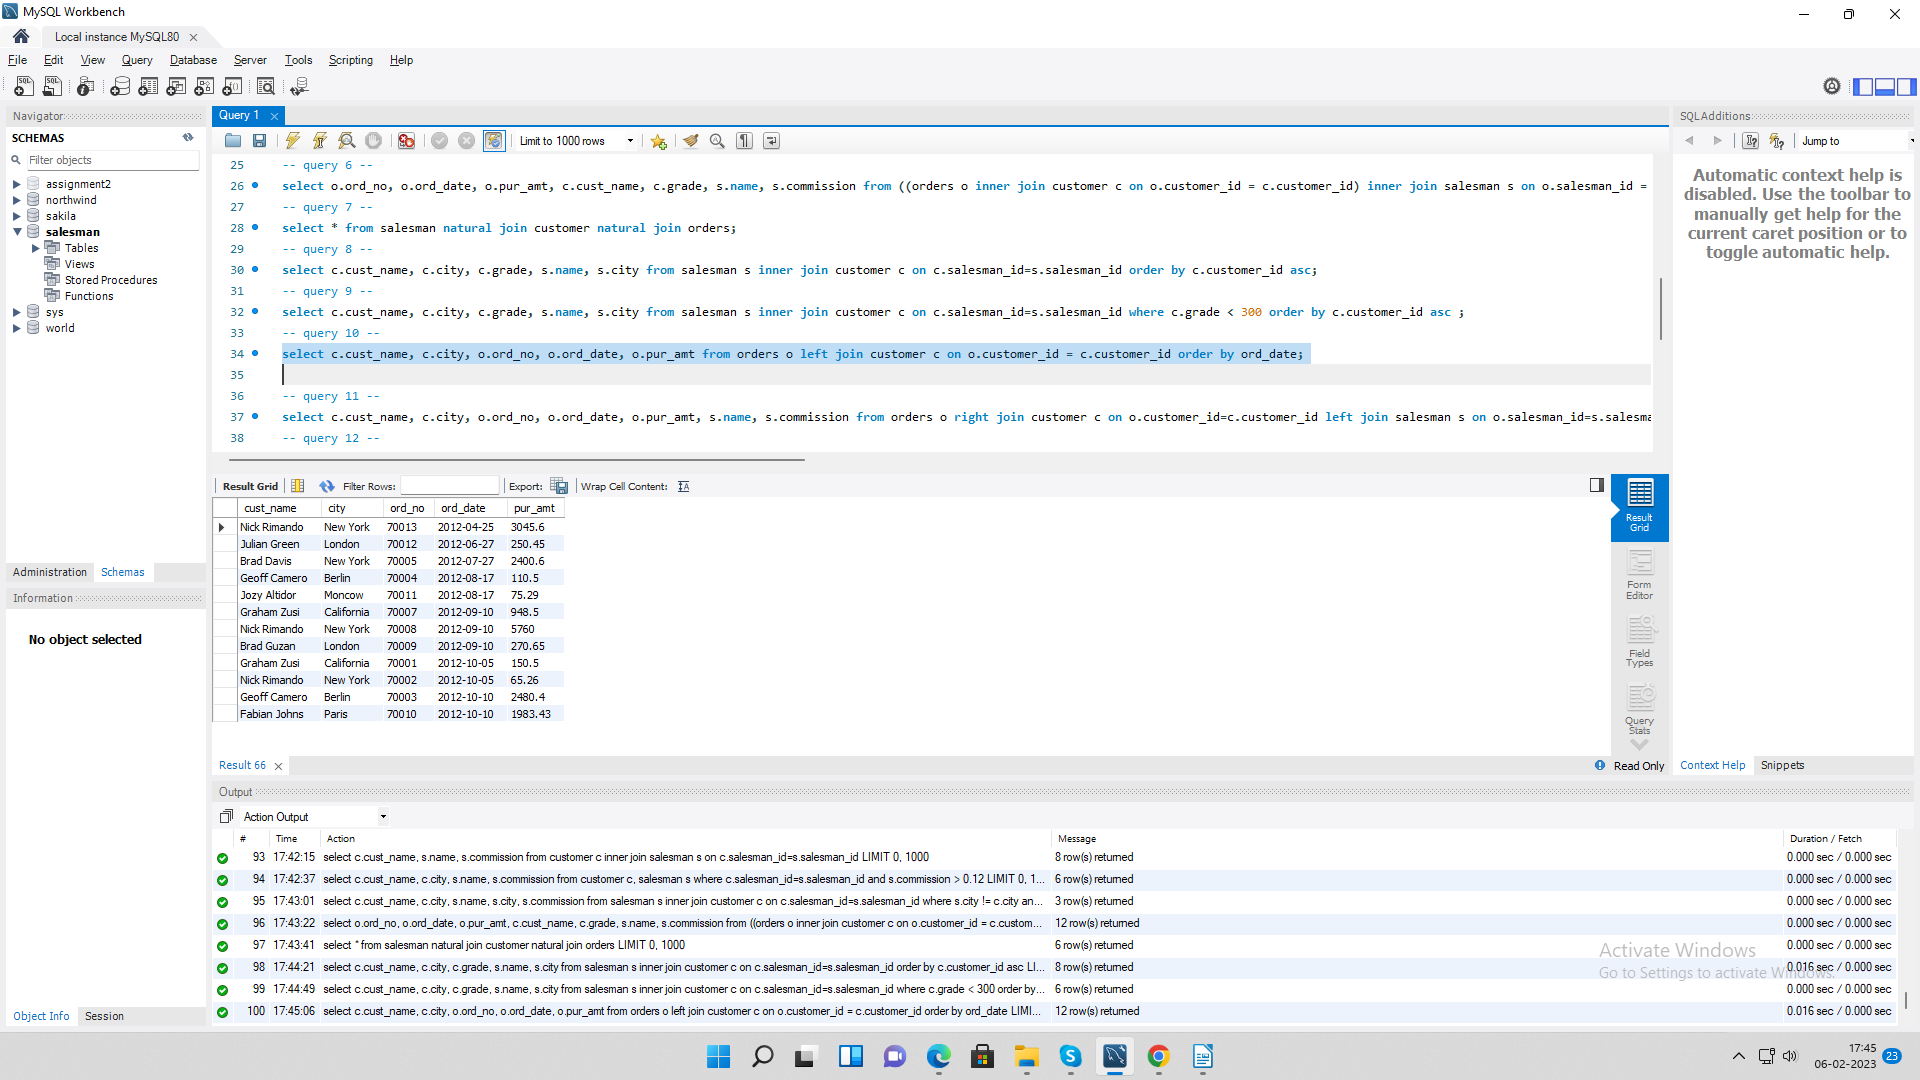 MySQL Workbench
Local instance MySQL80
File Edit View Query Database Server Tools Scripting Help
Navigator
SCHEMAS
Filter objects
assignment2
northwind
sakila
salesman
Tables
Views
Stored Procedures
Functions
sys
world
Administration Schemas
Information
No object selected
Object Info Session
Query 1
Limit to 1000 rows
25 -- query 6 --
26 select o.ord_no, o.ord_date, o.pur_amt, c.cust_name, c.grade, s.name, s.commission from ((orders o inner join customer c on o.customer_id = c.customer_id) inner join salesman s on o.salesman_id =
27 -- query 7 --
28 select * from salesman natural join customer natural join orders;
29 -- query 8 --
30 select c.cust_name, c.city, c.grade, s.name, s.city from salesman s inner join customer c on c.salesman_id=s.salesman_id order by c.customer_id asc;
31 -- query 9 --
32 select c.cust_name, c.city, c.grade, s.name, s.city from salesman s inner join customer c on c.salesman_id=s.salesman_id where c.grade < 300 order by c.customer_id asc ;
33 -- query 10 --
34 select c.cust_name, c.city, o.ord_no, o.ord_date, o.pur_amt from orders o left join customer c on o.customer_id = c.customer_id order by ord_date;
35
36 -- query 11 --
37 select c.cust_name, c.city, o.ord_no, o.ord_date, o.pur_amt, s.name, s.commission from orders o right join customer c on o.customer_id=c.customer_id left join salesman s on o.salesman_id=s.salesma
38 -- query 12 --
Result Grid Filter Rows: Export: Wrap Cell Content:
cust_name city ord_no ord_date pur_amt
Nick Rimando New York 70013 2012-04-25 3045.6
Julian Green London 70012 2012-06-27 250.45
Brad Davis New York 70005 2012-07-27 2400.6
Geoff Camero Berlin 70004 2012-08-17 110.5
Jozy Altidor Moncow 70011 2012-08-17 75.29
Graham Zusi California 70007 2012-09-10 948.5
Nick Rimando New York 70008 2012-09-10 5760
Brad Guzan London 70009 2012-09-10 270.65
Graham Zusi California 70001 2012-10-05 150.5
Nick Rimando New York 70002 2012-10-05 65.26
Geoff Camero Berlin 70003 2012-10-10 2480.4
Fabian Johns Paris 70010 2012-10-10 1983.43
Result
Grid
Form
Editor
Field
Types
Query
Stats
Result 66
Read Only
SQLAdditions
Jump to
Automatic context help is
disabled. Use the toolbar to
manually get help for the
current caret position or to
toggle automatic help.
Context Help Snippets
Output
Action Output
# Time Action Message Duration / Fetch
93 17:42:15 select c.cust_name, s.name, s.commission from customer c inner join salesman s on c.salesman_id=s.salesman_id LIMIT 0, 1000 8 row(s) returned 0.000 sec / 0.000 sec
94 17:42:37 select c.cust_name, c.city, s.name, s.commission from customer c, salesman s where c.salesman_id=s.salesman_id and s.commission > 0.12 LIMIT 0, 1... 6 row(s) returned 0.000 sec / 0.000 sec
95 17:43:01 select c.cust_name, c.city, s.name, s.city, s.commission from salesman s inner join customer c on c.salesman_id=s.salesman_id where s.city != c.city an... 3 row(s) returned 0.000 sec / 0.000 sec
96 17:43:22 select o.ord_no, o.ord_date, o.pur_amt, c.cust_name, c.grade, s.name, s.commission from ((orders o inner join customer c on o.customer_id = c.custom... 12 row(s) returned 0.000 sec / 0.000 sec
97 17:43:41 select * from salesman natural join customer natural join orders LIMIT 0, 1000 6 row(s) returned 0.000 sec / 0.000 sec
98 17:44:21 select c.cust_name, c.city, c.grade, s.name, s.city from salesman s inner join customer c on c.salesman_id=s.salesman_id order by c.customer_id asc LI... 8 row(s) returned 0.016 sec / 0.000 sec
99 17:44:49 select c.cust_name, c.city, c.grade, s.name, s.city from salesman s inner join customer c on c.salesman_id=s.salesman_id where c.grade < 300 order by... 6 row(s) returned 0.000 sec / 0.000 sec
100 17:45:06 select c.cust_name, c.city, o.ord_no, o.ord_date, o.pur_amt from orders o left join customer c on o.customer_id = c.customer_id order by ord_date LIMI... 12 row(s) returned 0.016 sec / 0.000 sec
Activate Windows
Go to Settings to activate Windows.
17:45
06-02-2023
23